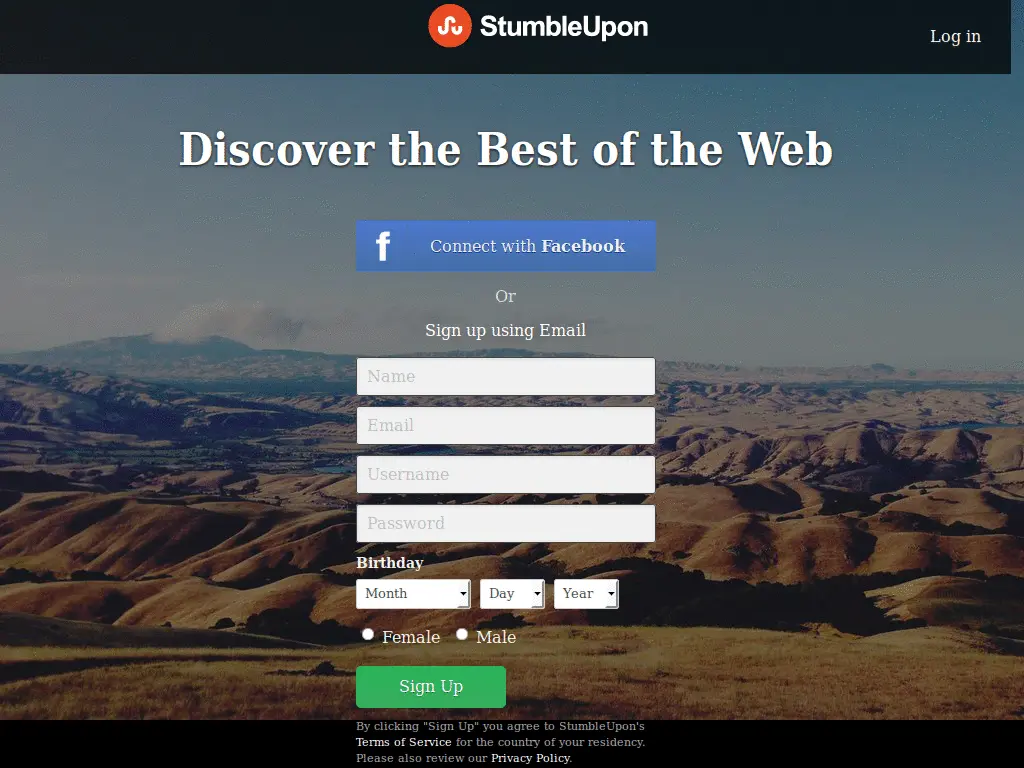 StumbleUpon
Log in
Discover the Best of the Web
f Connect with Facebook
Or
Sign up using Email
Name
Email
Username
Password
Birthday
Month Day Year
Female Male
Sign Up
By clicking "Sign Up" you agree to StumbleUpon's
Terms of Service for the country of your residency.
Please also review our Privacy Policy.